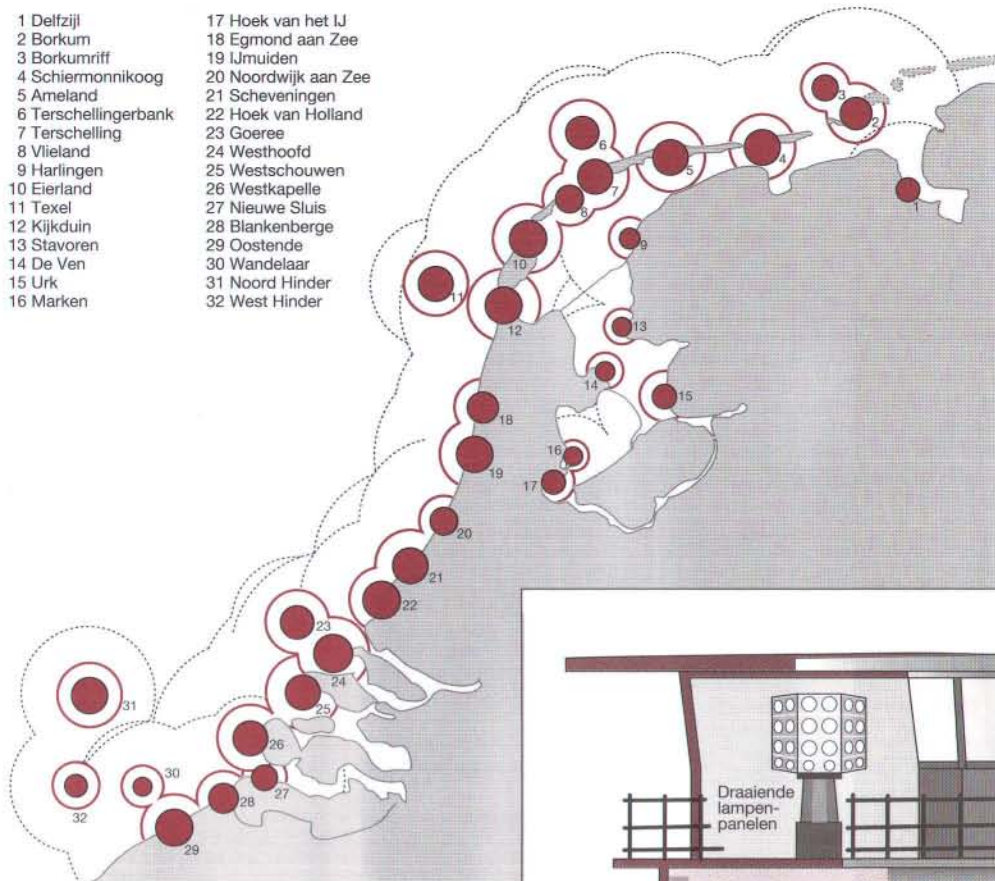 1 Delfzijl
2 Borkum
3 Borkumriff
4 Schiermonnikoog
5 Ameland
6 Terschellingerbank
7 Terschelling
8 Vlieland
9 Harlingen
10 Eierland
11 Texel
12 Kijkduin
13 Stavoren
14 De Ven
15 Urk
16 Marken
17 Hoek van het IJ
18 Egmond aan Zee
19 IJmuiden
20 Noordwijk aan Zee
21 Scheveningen
22 Hoek van Holland
23 Goeree
24 Westhoofd
25 Westschouwen
26 Westkapelle
27 Nieuwe Sluis
28 Blankenberge
29 Oostende
30 Wandelaar
31 Noord Hinder
32 West Hinder
3
2
6
4
5
7
1
8
9
10
11
12
13
14
15
18
16
19
17
20
21
22
23
24
25
31
26
30
27
32
28
29
Draaiende
lampen-
panelen